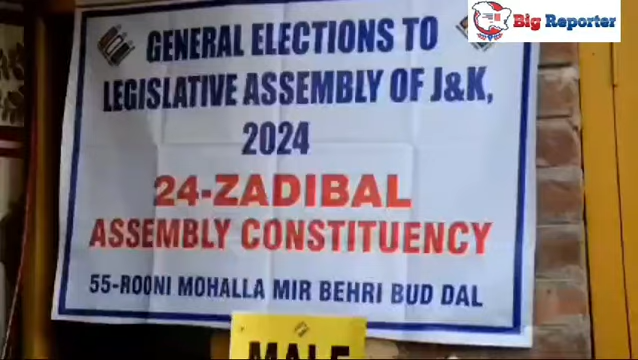 Big Reporter
GENERAL ELECTIONS TO
LEGISLATIVE ASSEMBLY OF J&K,
2024
24-ZADIBAL
ASSEMBLY CONSTITUENCY
55-ROONI MOHALLA MIR BEHRI BUD DAL
MALE